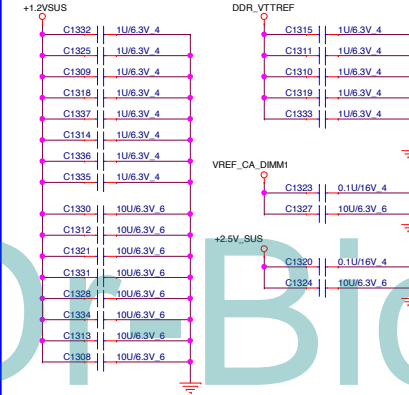 +1.2VSUS
C1332 1U/6.3V_4
C1325 1U/6.3V_4
C1309 1U/6.3V_4
C1318 1U/6.3V_4
C1337 1U/6.3V_4
C1314 1U/6.3V_4
C1336 1U/6.3V_4
C1335 1U/6.3V_4
C1330 10U/6.3V_6
C1312 10U/6.3V_6
C1321 10U/6.3V_6
C1331 10U/6.3V_6
C1328 10U/6.3V_6
C1334 10U/6.3V_6
C1313 10U/6.3V_6
C1308 10U/6.3V_6
DDR_VTTREF
C1315 1U/6.3V_4
C1311 1U/6.3V_4
C1310 1U/6.3V_4
C1319 1U/6.3V_4
C1333 1U/6.3V_4
VREF_CA_DIMM1
C1323 0.1U/16V_4
C1327 10U/6.3V_6
+2.5V_SUS
C1320 0.1U/16V_4
C1324 10U/6.3V_6
or-Bio